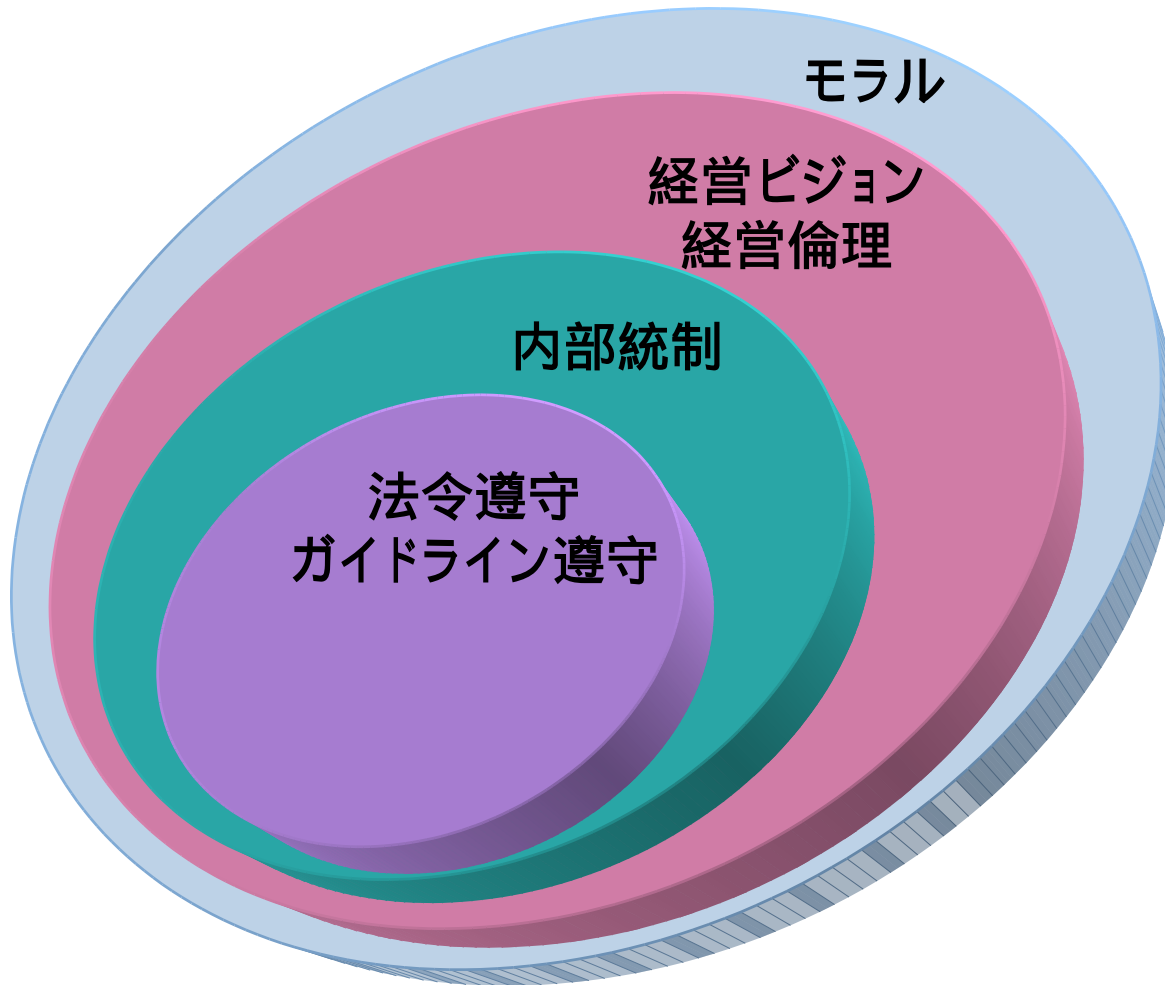 モラル
経営ビジョン
経営倫理
内部統制
法令遵守
ガイドライン遵守